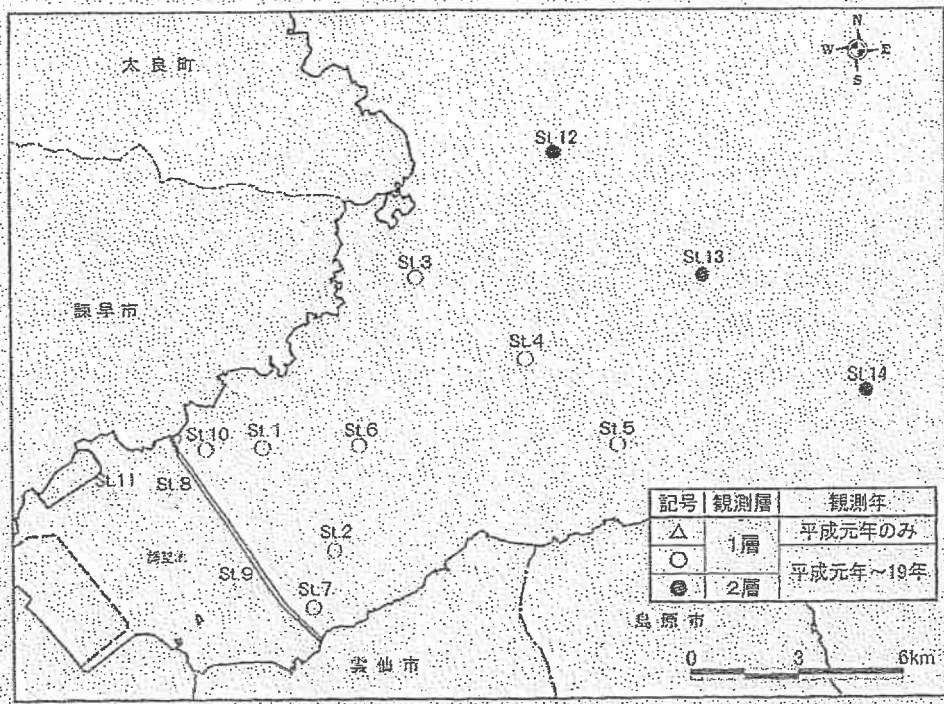 N
W E
S
太良町
St.12
St.3
St.13
諫早市
St.4
St.14
St.10
St.1
St.6
St.5
St.11
St.8
記号 観測層 観測年
△ 1層 平成元年のみ
○ 平成元年～19年
● 2層
St.2
St.9
St.7
島原市
雲仙市
0 3 6km